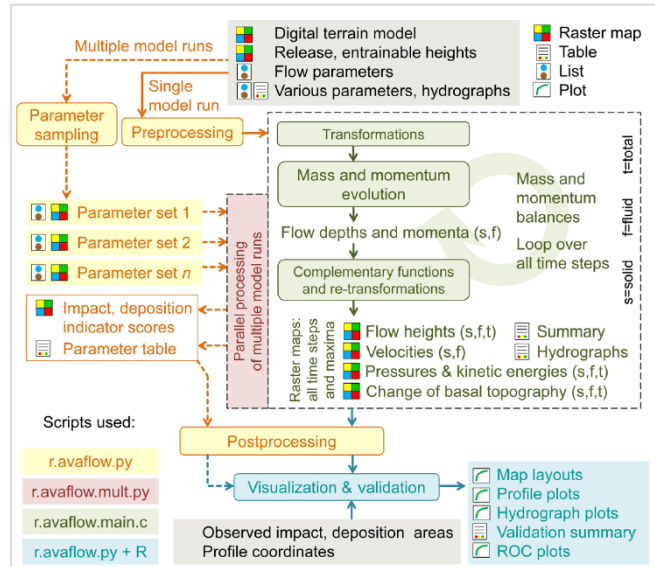 Multiple model runs
Digital terrain model
Release, entrainable heights
Flow parameters
Various parameters, hydrographs
Raster map
Table
List
Plot
Single
model run
Parameter
sampling
Preprocessing
Transformations
Mass and momentum
evolution
Flow depths and momenta (s,f)
Complementary functions
and re-transformations
Mass and
momentum
balances
Loop over
all time steps
t=total
f=fluid
s=solid
Parameter set 1
Parameter set 2
Parameter set n
Parallel processing
of multiple model runs
Impact, deposition
indicator scores
Parameter table
Raster maps:
all time steps
and maxima
Flow heights (s,f,t)
Velocities (s,f)
Pressures & kinetic energies (s,f,t)
Change of basal topography (s,f,t)
Summary
Hydrographs
Scripts used:
r.avaflow.py
r.avaflow.mult.py
r.avaflow.main.c
r.avaflow.py + R
Postprocessing
Visualization & validation
Observed impact, deposition areas
Profile coordinates
Map layouts
Profile plots
Hydrograph plots
Validation summary
ROC plots